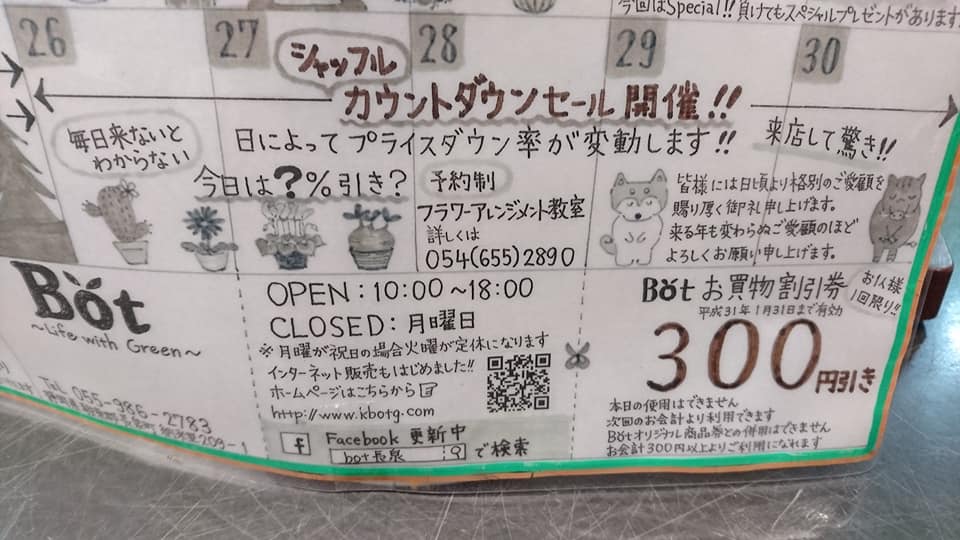 今回はSpecial!! 負けてもスペシャルプレゼントがあります
26 27 28 29 30
シャッフル
カウントダウンセール開催!!
毎日来ないと
わからない
日によってプライスダウン率が変動します!!
来店して驚き!!
今日は?%引き?
予約制
フラワーアレンジメント教室
詳しくは
054(655)2890
皆様には日頃より格別のご愛顧を
賜り厚く御礼申し上げます。
来る年も変わらぬご愛顧のほど
よろしくお願い申し上げます。
Böt
~Life with Green~
Tel 055-986-2783
209-1
OPEN:10:00~18:00
CLOSED:月曜日
※月曜が祝日の場合火曜が定休になります
インターネット販売もはじめました!!
ホームページはこちらから
http://www.kbotg.com
f Facebook 更新中
bot長泉 で検索
Böt お買物割引券
お1人様
1回限り!!
平成31年1月31日まで有効
300円引き
本日の使用はできません
次回のお会計より利用できます
Bötオリジナル商品券との併用はできません
お会計300円以上よりご利用になれます